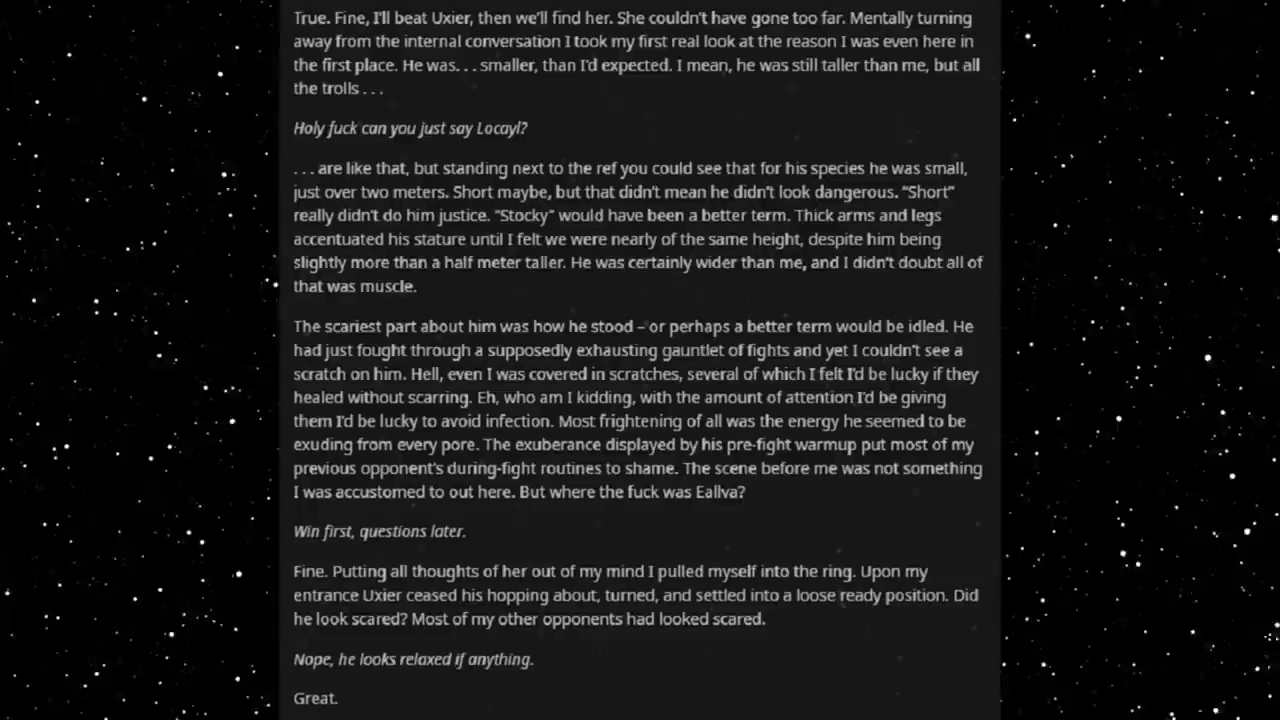 True. Fine, I'll beat Uxier, then we'll find her. She couldn't have gone too far. Mentally turning
away from the internal conversation I took my first real look at the reason I was even here in
the first place. He was. . . smaller, than I'd expected. I mean, he was still taller than me, but all
the trolls . . .
Holy fuck can you just say Locayl?
. . . are like that, but standing next to the ref you could see that for his species he was small,
just over two meters. Short maybe, but that didn't mean he didn't look dangerous. “Short”
really didn't do him justice. “Stocky” would have been a better term. Thick arms and legs
accentuated his stature until I felt we were nearly of the same height, despite him being
slightly more than a half meter taller. He was certainly wider than me, and I didn't doubt all of
that was muscle.
The scariest part about him was how he stood – or perhaps a better term would be idled. He
had just fought through a supposedly exhausting gauntlet of fights and yet I couldn't see a
scratch on him. Hell, even I was covered in scratches, several of which I felt I'd be lucky if they
healed without scarring. Eh, who am I kidding, with the amount of attention I'd be giving
them I'd be lucky to avoid infection. Most frightening of all was the energy he seemed to be
exuding from every pore. The exuberance displayed by his pre-fight warmup put most of my
previous opponent's during-fight routines to shame. The scene before me was not something
I was accustomed to out here. But where the fuck was Eallva?
Win first, questions later.
Fine. Putting all thoughts of her out of my mind I pulled myself into the ring. Upon my
entrance Uxier ceased his hopping about, turned, and settled into a loose ready position. Did
he look scared? Most of my other opponents had looked scared.
Nope, he looks relaxed if anything.
Great.